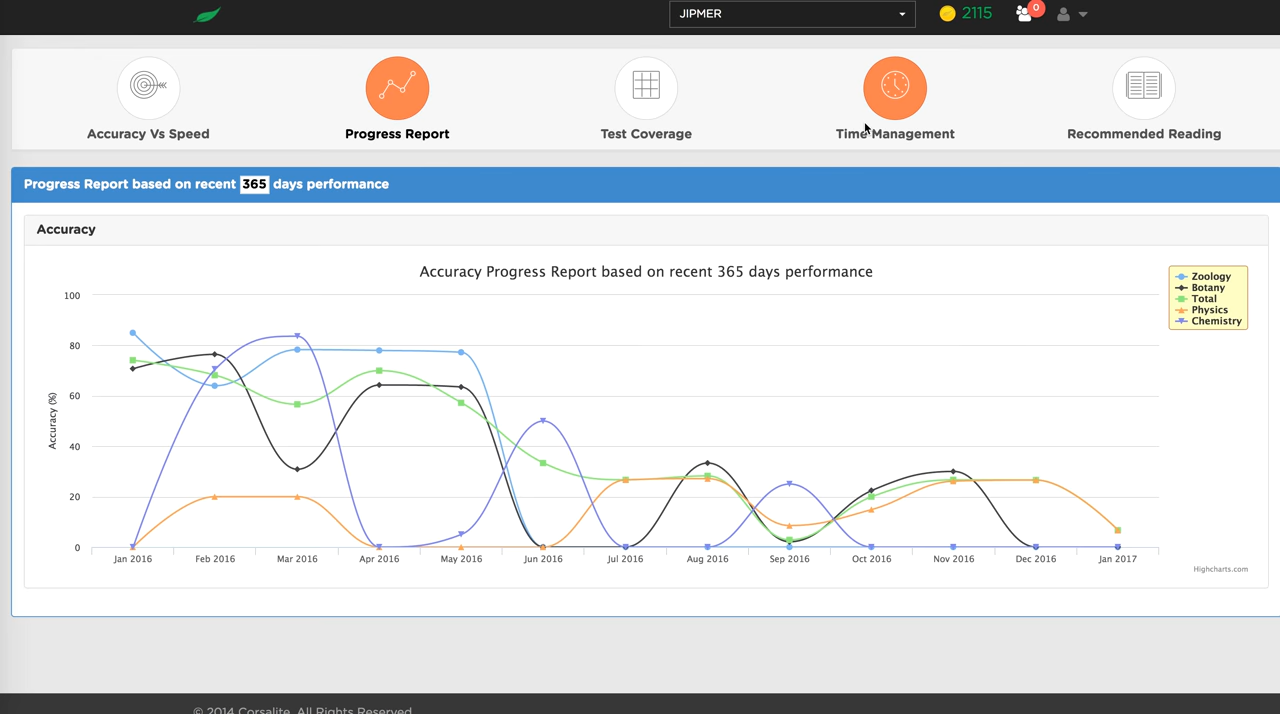 JIPMER
2115
0
Accuracy Vs Speed
Progress Report
Test Coverage
Time Management
Recommended Reading
Progress Report based on recent 365 days performance
Accuracy
Accuracy Progress Report based on recent 365 days performance
Zoology
Botany
Total
Physics
Chemistry
Accuracy (%)
100
80
60
40
20
0
Jan 2016 Feb 2016 Mar 2016 Apr 2016 May 2016 Jun 2016 Jul 2016 Aug 2016 Sep 2016 Oct 2016 Nov 2016 Dec 2016 Jan 2017
Highcharts.com
© 2014 Corsalite. All Rights Reserved